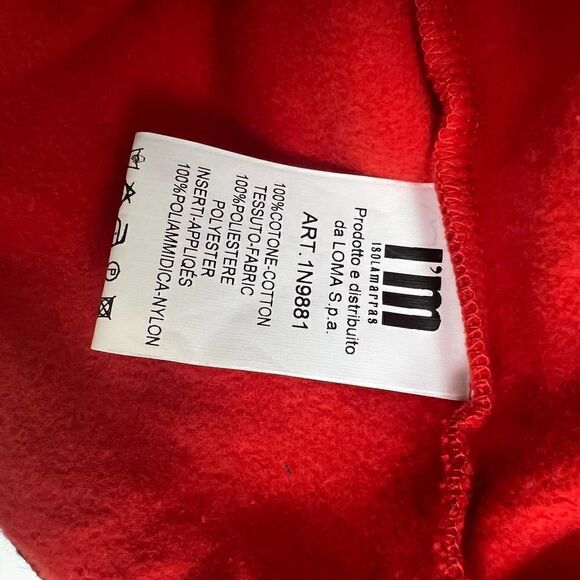 I'm
ISOLAmarras
Prodotto e distribuito
da LOMA S.p.a.
ART. 1N9881
100%COTONE-COTTON
TESSUTO-FABRIC
100%POLIESTERE
POLYESTER
INSERTI-APPLIQÉS
100%POLIAMMIDICA-NYLON
P